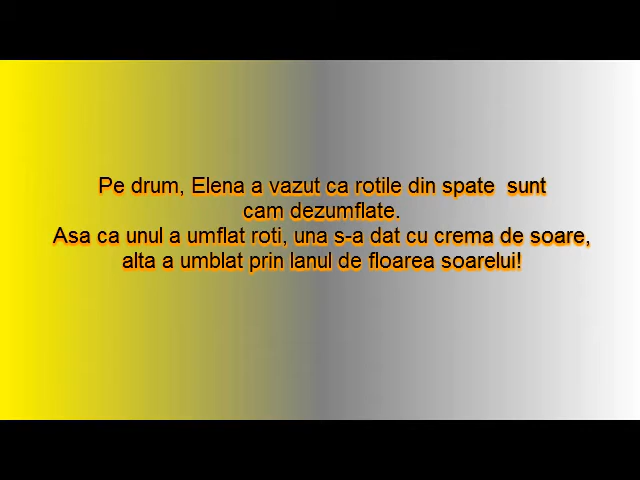 Pe drum, Elena a vazut ca rotile din spate  sunt
cam dezumflate.
Asa ca unul a umflat roti, una s-a dat cu crema de soare,
alta a umblat prin lanul de floarea soarelui!